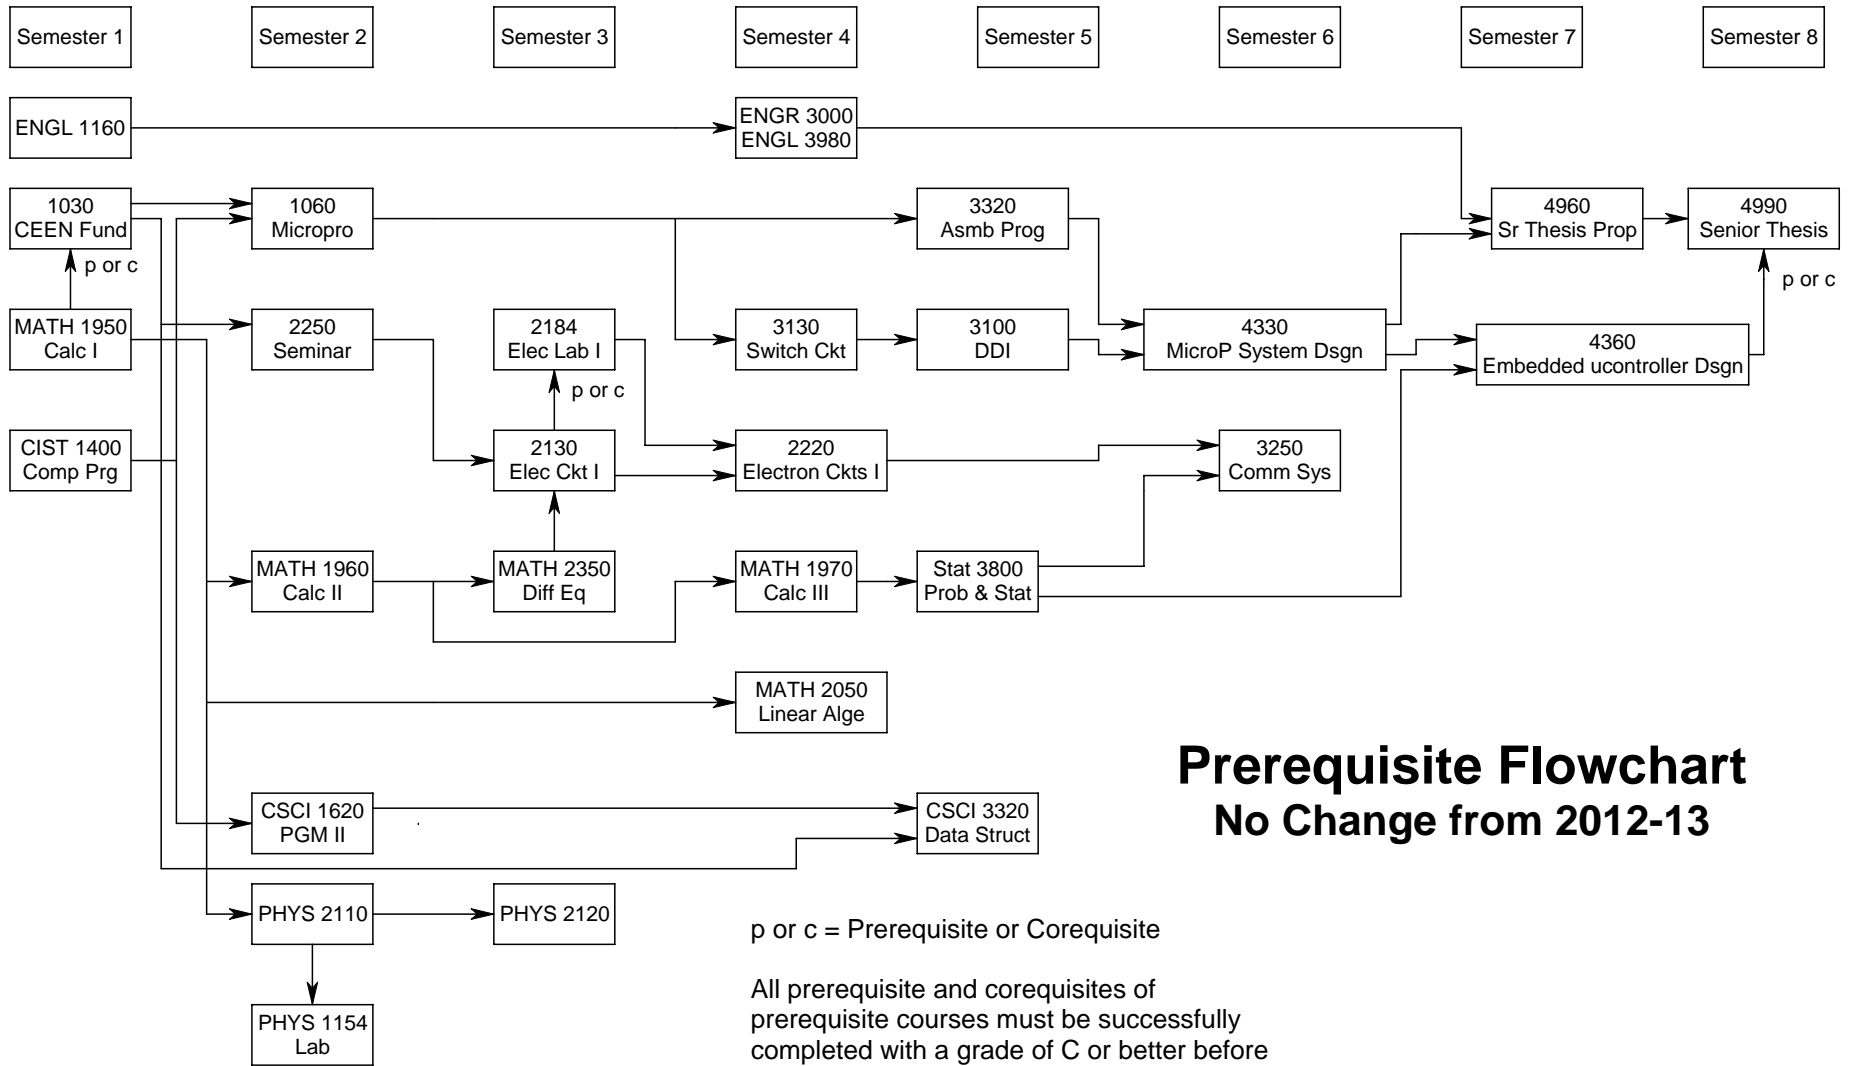 Semester 1
Semester 2
Semester 3
Semester 4
Semester 5
Semester 6
Semester 7
Semester 8
ENGL 1160
ENGR 3000
ENGL 3980
1030
CEEN Fund
1060
Micropro
3320
Asmb Prog
4960
Sr Thesis Prop
4990
Senior Thesis
p or c
p or c
MATH 1950
Calc I
2250
Seminar
2184
Elec Lab I
3130
Switch Ckt
3100
DDI
4330
MicroP System Dsgn
4360
Embedded ucontroller Dsgn
p or c
CIST 1400
Comp Prg
2130
Elec Ckt I
2220
Electron Ckts I
3250
Comm Sys
MATH 1960
Calc II
MATH 2350
Diff Eq
MATH 1970
Calc III
Stat 3800
Prob & Stat
MATH 2050
Linear Alge
Prerequisite Flowchart
No Change from 2012-13
CSCI 1620
PGM II
CSCI 3320
Data Struct
PHYS 2110
PHYS 2120
p or c = Prerequisite or Corequisite
All prerequisite and corequisites of
prerequisite courses must be successfully
completed with a grade of C or better before
PHYS 1154
Lab